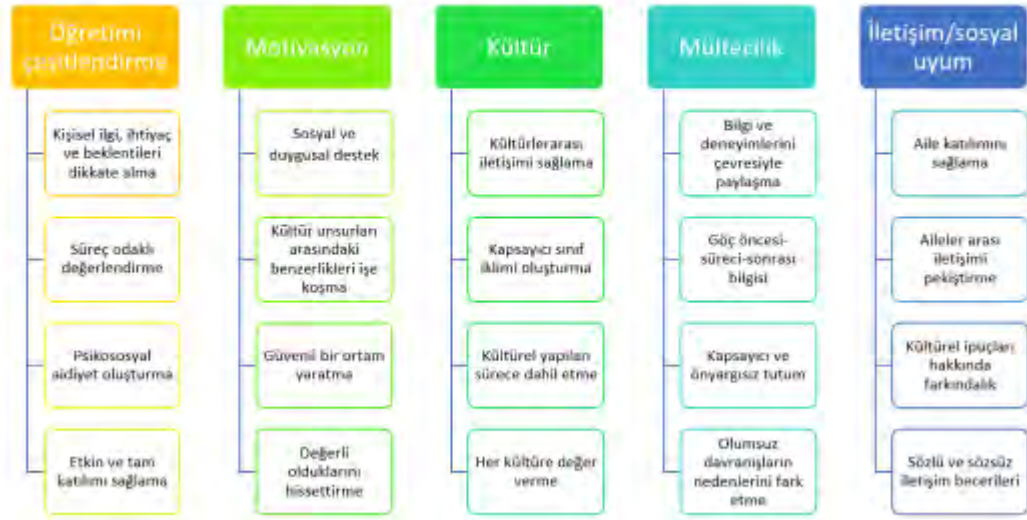 Öğretimi
çeşitlendirme
Kişisel ilgi, ihtiyaç
ve beklentileri
dikkate alma
Süreç odaklı
değerlendirme
Psikososyal
aidiyet oluşturma
Etkin ve tam
katılımı sağlama
Motivasyon
Sosyal ve
duygusal destek
Kültür unsurları
arasındaki
benzerlikleri işe
koşma
Güvenli bir ortam
yaratma
Değerli
olduklarını
hissettirme
Kültür
Kültürlerarası
iletişimi sağlama
Kapsayıcı sınıf
iklimi oluşturma
Kültürel yapıları
sürece dahil etme
Her kültüre değer
verme
Mültecilik
Bilgi ve
deneyimlerini
çevresiyle
paylaşma
Göç öncesi-
süreci-sonrası
bilgisi
Kapsayıcı ve
önyargısız tutum
Olumsuz
davranışların
nedenlerini fark
etme
İletişim/sosyal
uyum
Aile katılımını
sağlama
Aileler arası
iletişimi
pekiştirme
Kültürel ipuçları
hakkında
farkındalık
Sözlü ve sözsüz
iletişim becerileri